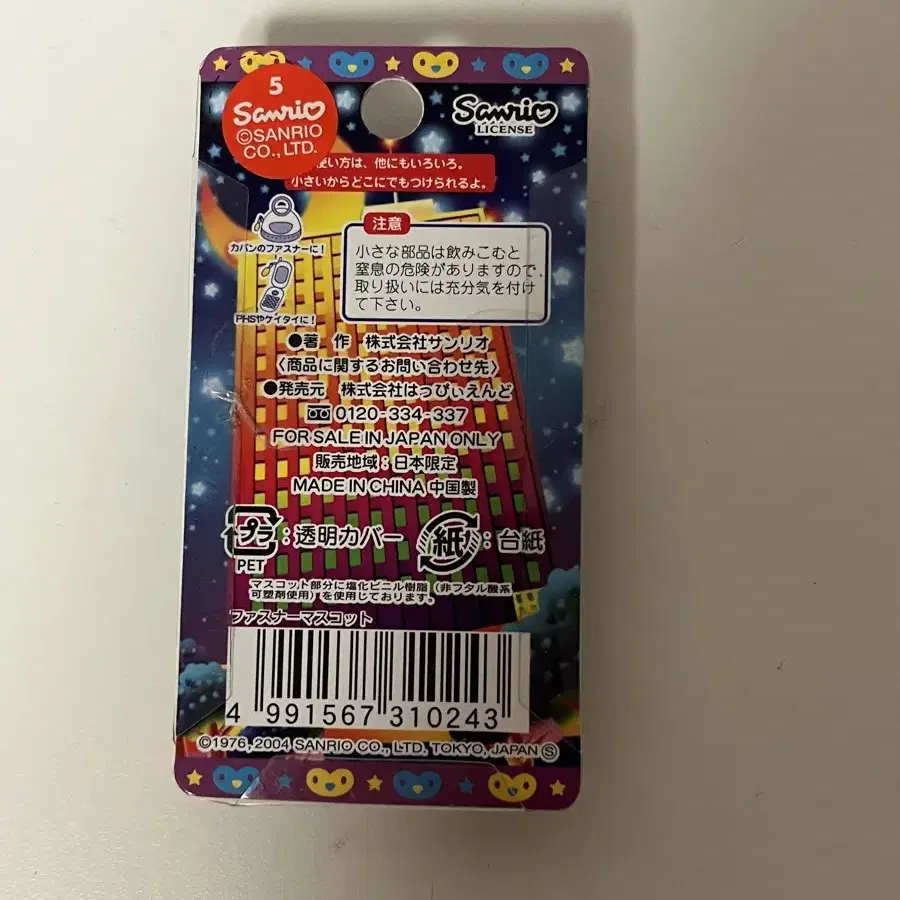 5
Sanrio
©SANRIO
CO., LTD.
Sanrio
LICENSE
使い方は、他にもいろいろ。
小さいからどこにでもつけられるよ。
カバンのファスナーに!
PHSやケイタイに!
注意
小さな部品は飲みこむと
窒息の危険がありますので、
取り扱いには充分気を付け
て下さい。
●著 作 株式会社サンリオ
〈商品に関するお問い合わせ先〉
●発売元 株式会社はっぴぃえんど
0120-334-337
FOR SALE IN JAPAN ONLY
販売地域:日本限定
MADE IN CHINA 中国製
プラ:透明カバー 紙:台紙
PET
マスコット部分に塩化ビニル樹脂(非フタル酸系
可塑剤使用)を使用しております。
ファスナーマスコット
4 991567 310243
©1976, 2004 SANRIO CO., LTD. TOKYO, JAPAN Ⓢ